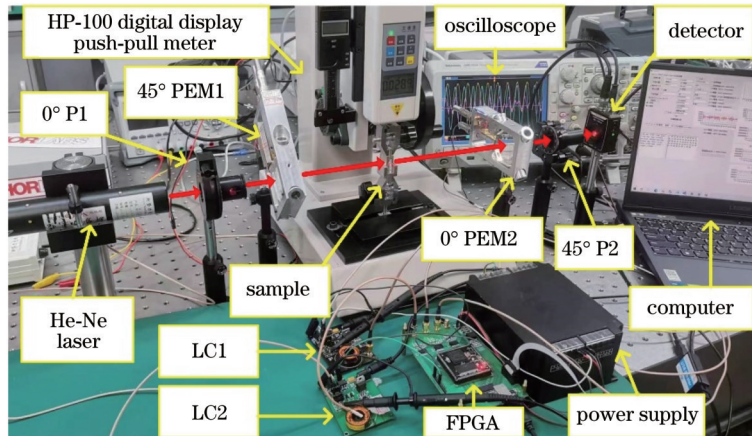 HP-100 digital display
push-pull meter
oscilloscope
detector
45° PEM1
0° P1
HOR
sample
0° PEM2
45° P2
computer
He-Ne
laser
LC1
LC2
FPGA
power supply